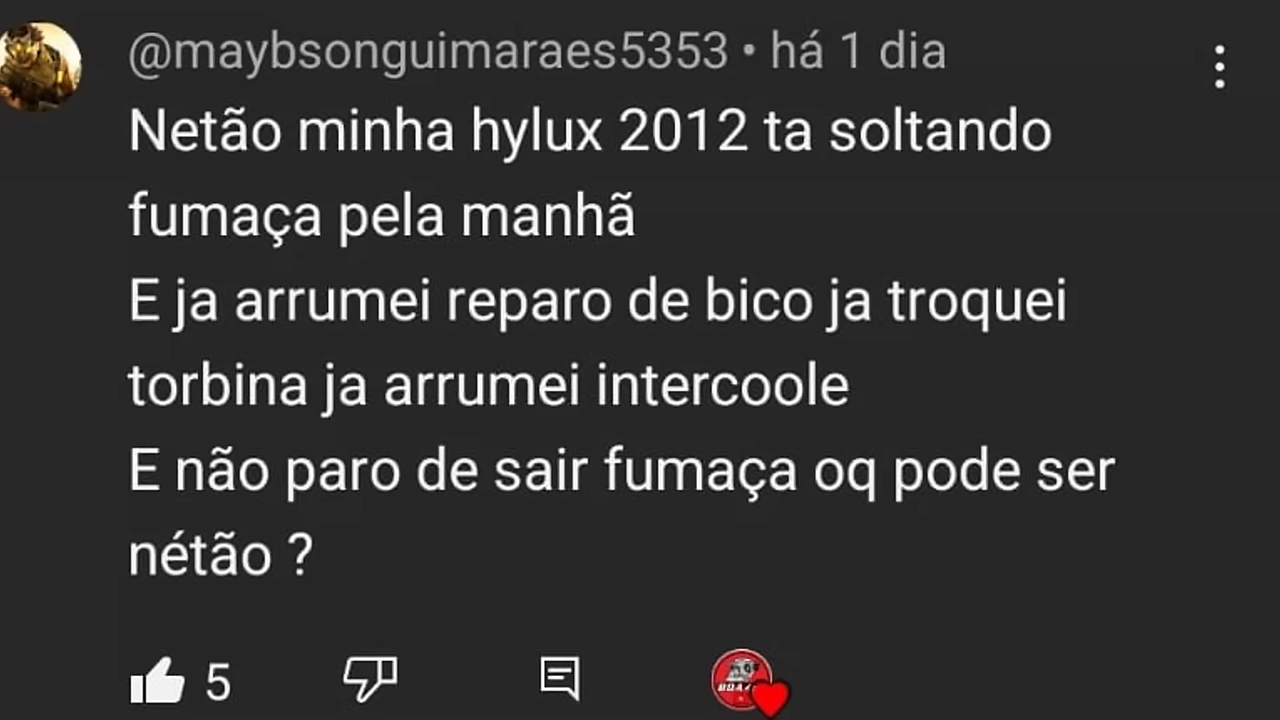 @maybsonguimaraes5353 • há 1 dia
Netão minha hylux 2012 ta soltando
fumaça pela manhã
E ja arrumei reparo de bico ja troquei
torbina ja arrumei intercoole
E não paro de sair fumaça oq pode ser
nétão ?
5